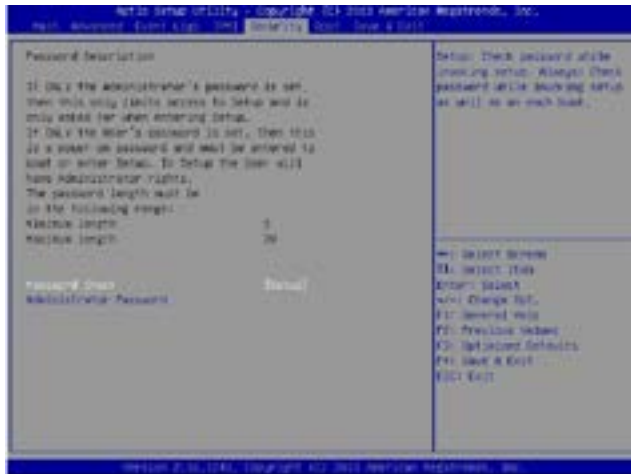 Aptio Setup Utility - Copyright (C) 2013 American Megatrends, Inc.
Main Advanced Event Logs IPMI Security Boot Save & Exit
Password Description
If ONLY the Administrator's password is set,
then this only limits access to Setup and is
only asked for when entering Setup.
If ONLY the User's password is set, then this
is a power on password and must be entered to
boot or enter Setup. In Setup the User will
have Administrator rights.
The password length must be
in the following range:
Minimum length 3
Maximum length 20
Password Check [Setup]
Administrator Password
Setup: Check password while
invoking setup. Always: Check
password while invoking setup
as well as on each boot.
: Select Screen
: Select Item
Enter: Select
+/-: Change Opt.
F1: General Help
F2: Previous Values
F3: Optimized Defaults
F4: Save & Exit
ESC: Exit
Version Copyright (C) 2013 American Megatrends, Inc.